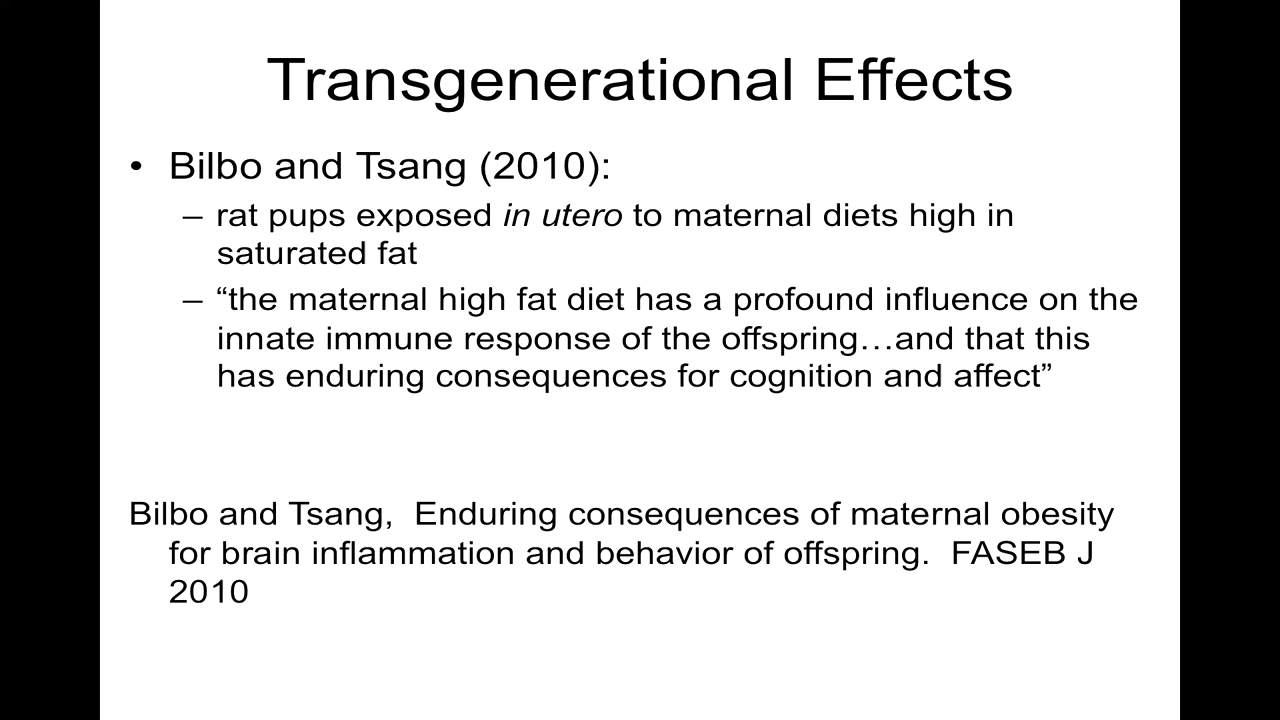 Transgenerational Effects
• Bilbo and Tsang (2010):
– rat pups exposed in utero to maternal diets high in
saturated fat
– “the maternal high fat diet has a profound influence on the
innate immune response of the offspring…and that this
has enduring consequences for cognition and affect”
Bilbo and Tsang,  Enduring consequences of maternal obesity
for brain inflammation and behavior of offspring.  FASEB J
2010